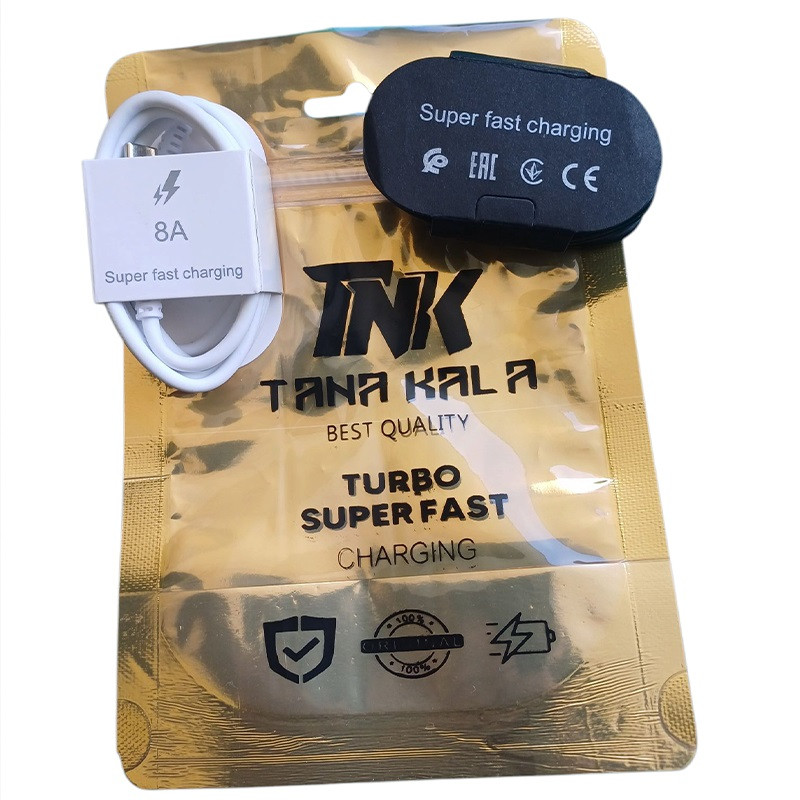 8A
Super fast charging
Super fast charging
EAC
CE
TNK
TANA KALA
BEST QUALITY
TURBO
SUPER FAST
CHARGING
100%
ORIGINAL
100%